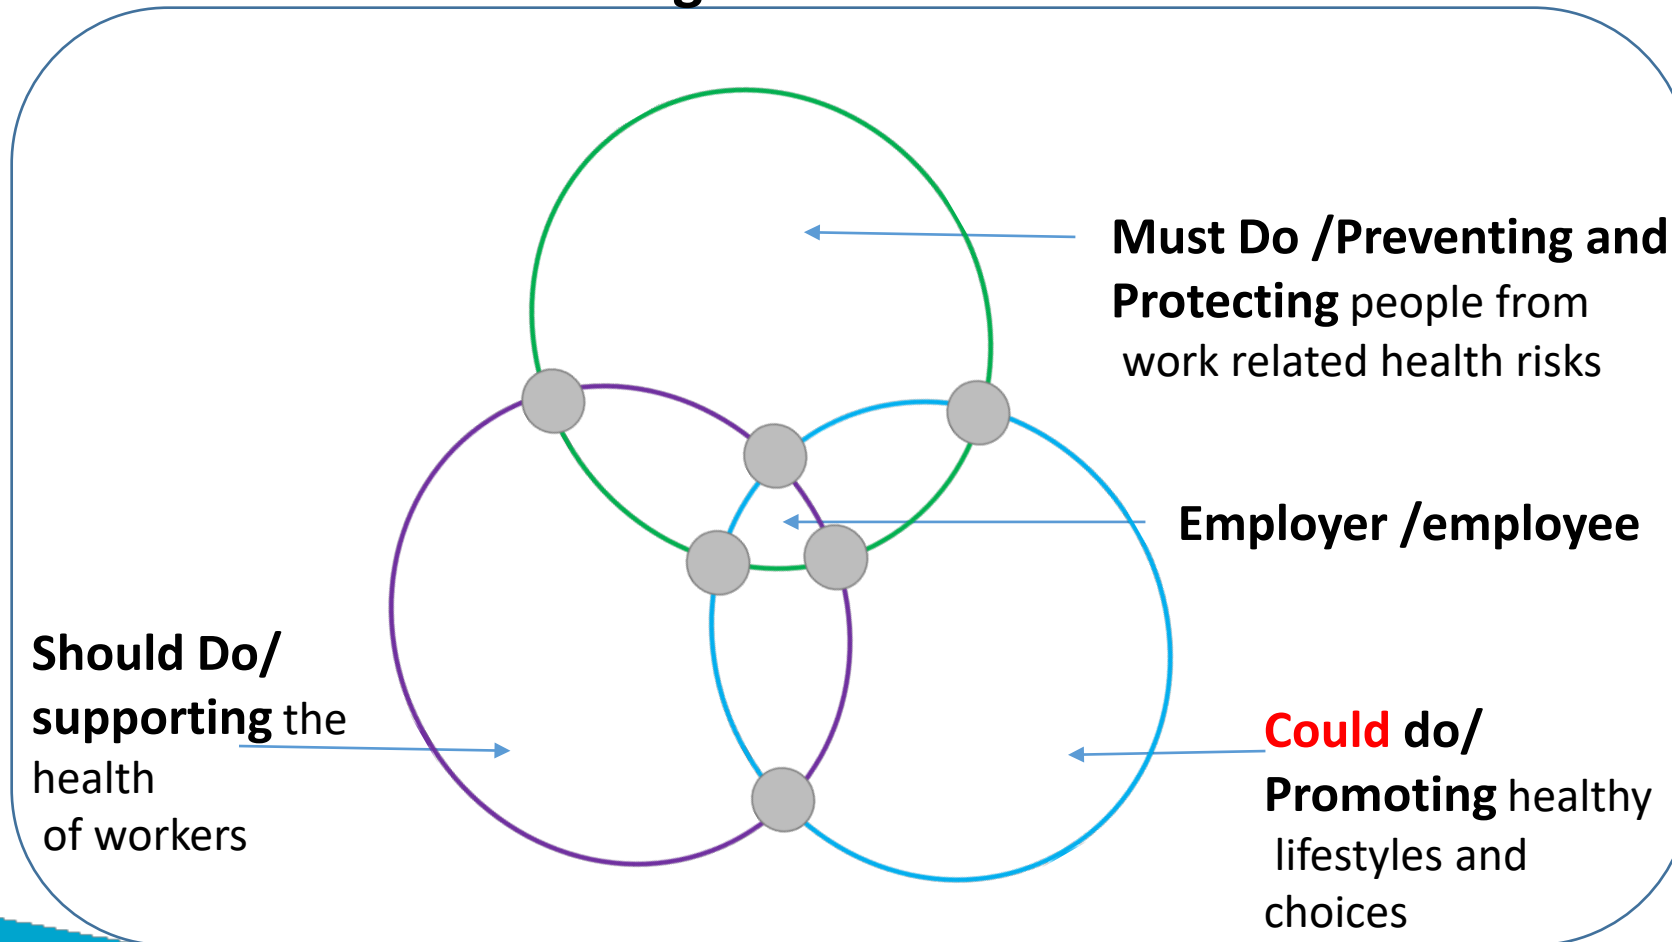 Must Do /Preventing and
Protecting people from
work related health risks
Employer /employee
Should Do/
supporting the
health
of workers
Could do/
Promoting healthy
lifestyles and
choices